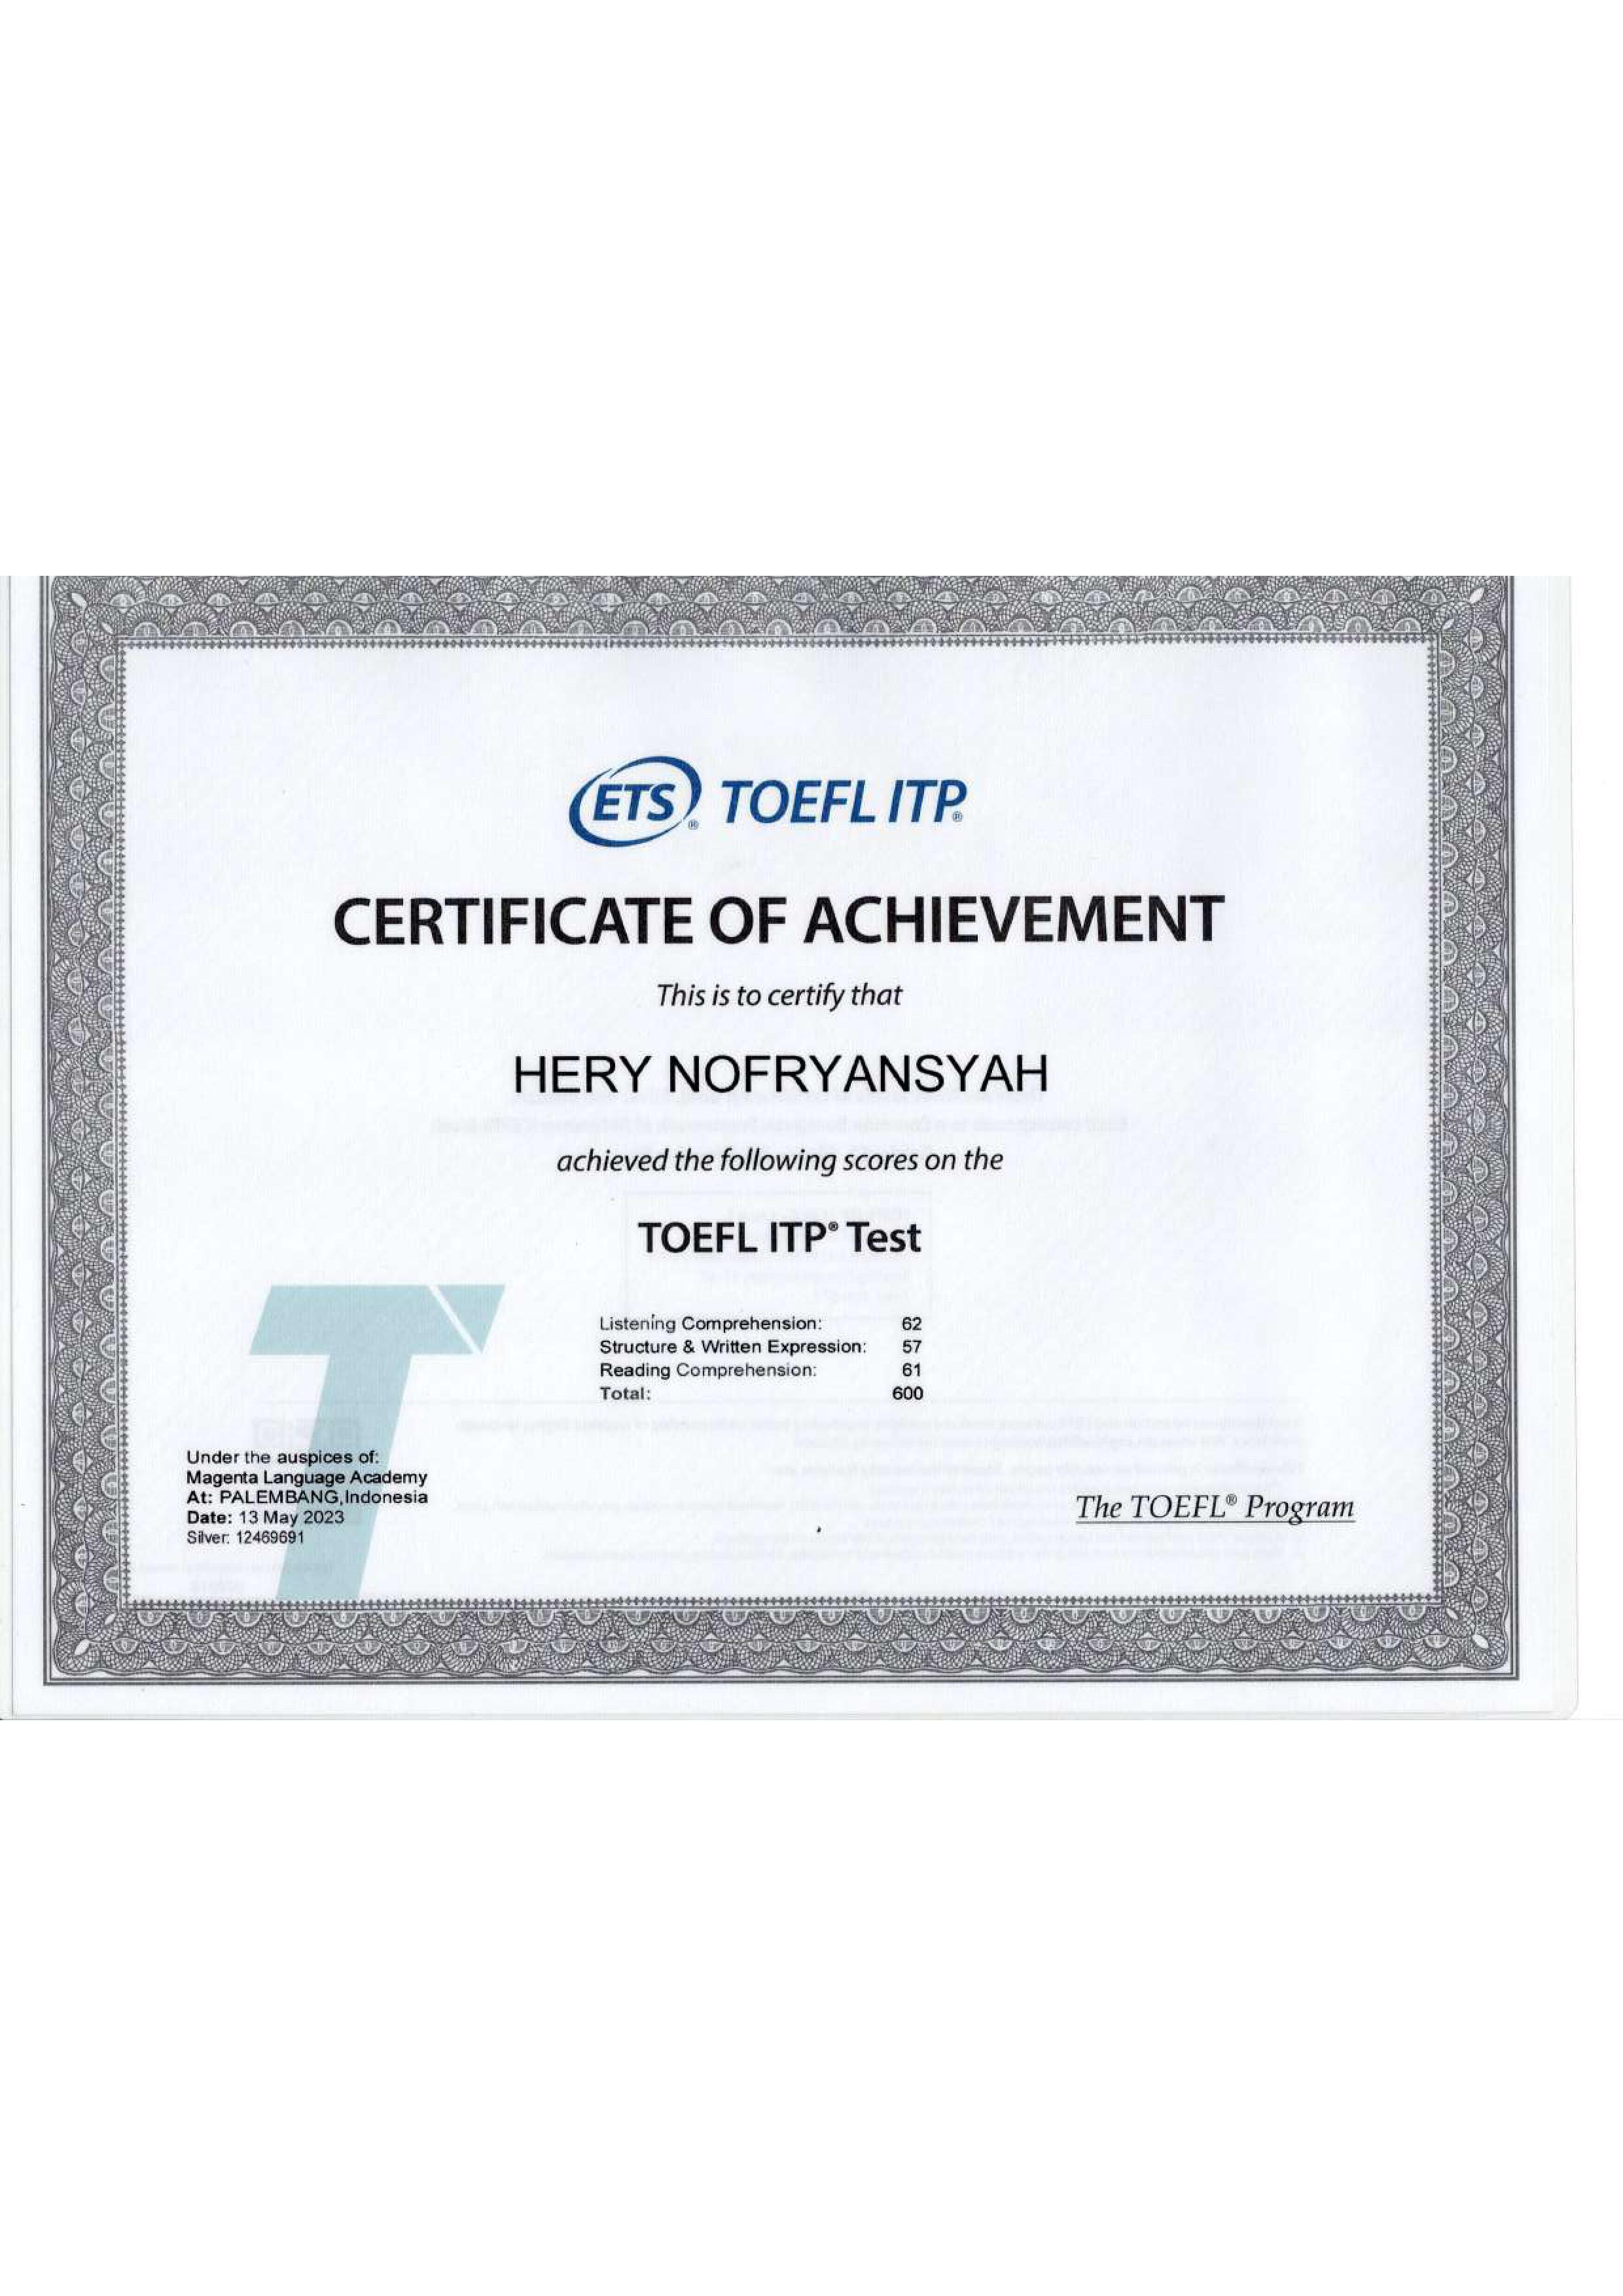 ETS® TOEFL ITP®
CERTIFICATE OF ACHIEVEMENT
This is to certify that
HERY NOFRYANSYAH
achieved the following scores on the
TOEFL ITP® Test
Listening Comprehension: 62
Structure & Written Expression: 57
Reading Comprehension: 61
Total: 600
Under the auspices of:
Magenta Language Academy
At: PALEMBANG,Indonesia
Date: 13 May 2023
Silver: 12469691
The TOEFL® Program